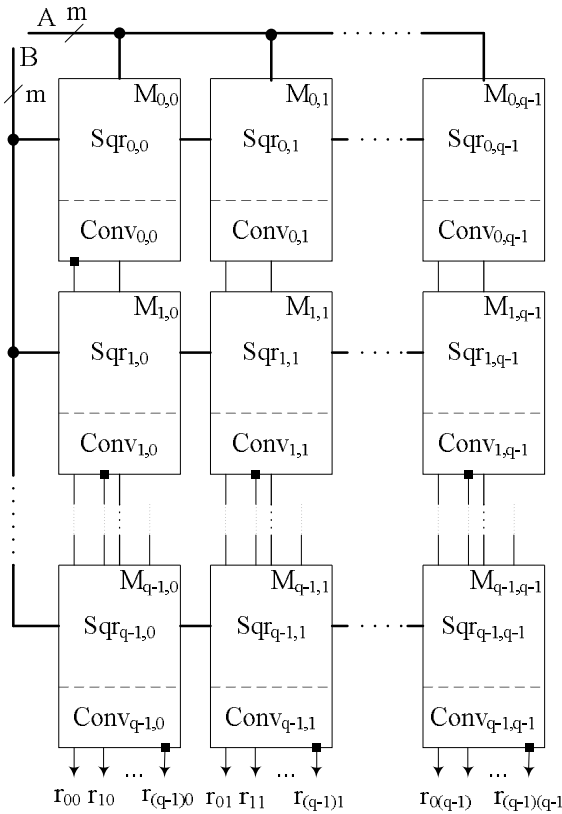 A m
B
m
M0,0 M0,1 M0,q-1
Sqr0,0 Sqr0,1 Sqr0,q-1
Conv0,0 Conv0,1 Conv0,q-1
M1,0 M1,1 M1,q-1
Sqr1,0 Sqr1,1 Sqr1,q-1
Conv1,0 Conv1,1 Conv1,q-1
Mq-1,0 Mq-1,1 Mq-1,q-1
Sqrq-1,0 Sqrq-1,1 Sqrq-1,q-1
Convq-1,0 Convq-1,1 Convq-1,q-1
... ... ...
r00 r10 r(q-1)0 r01 r11 r(q-1)1 r0(q-1) r(q-1)(q-1